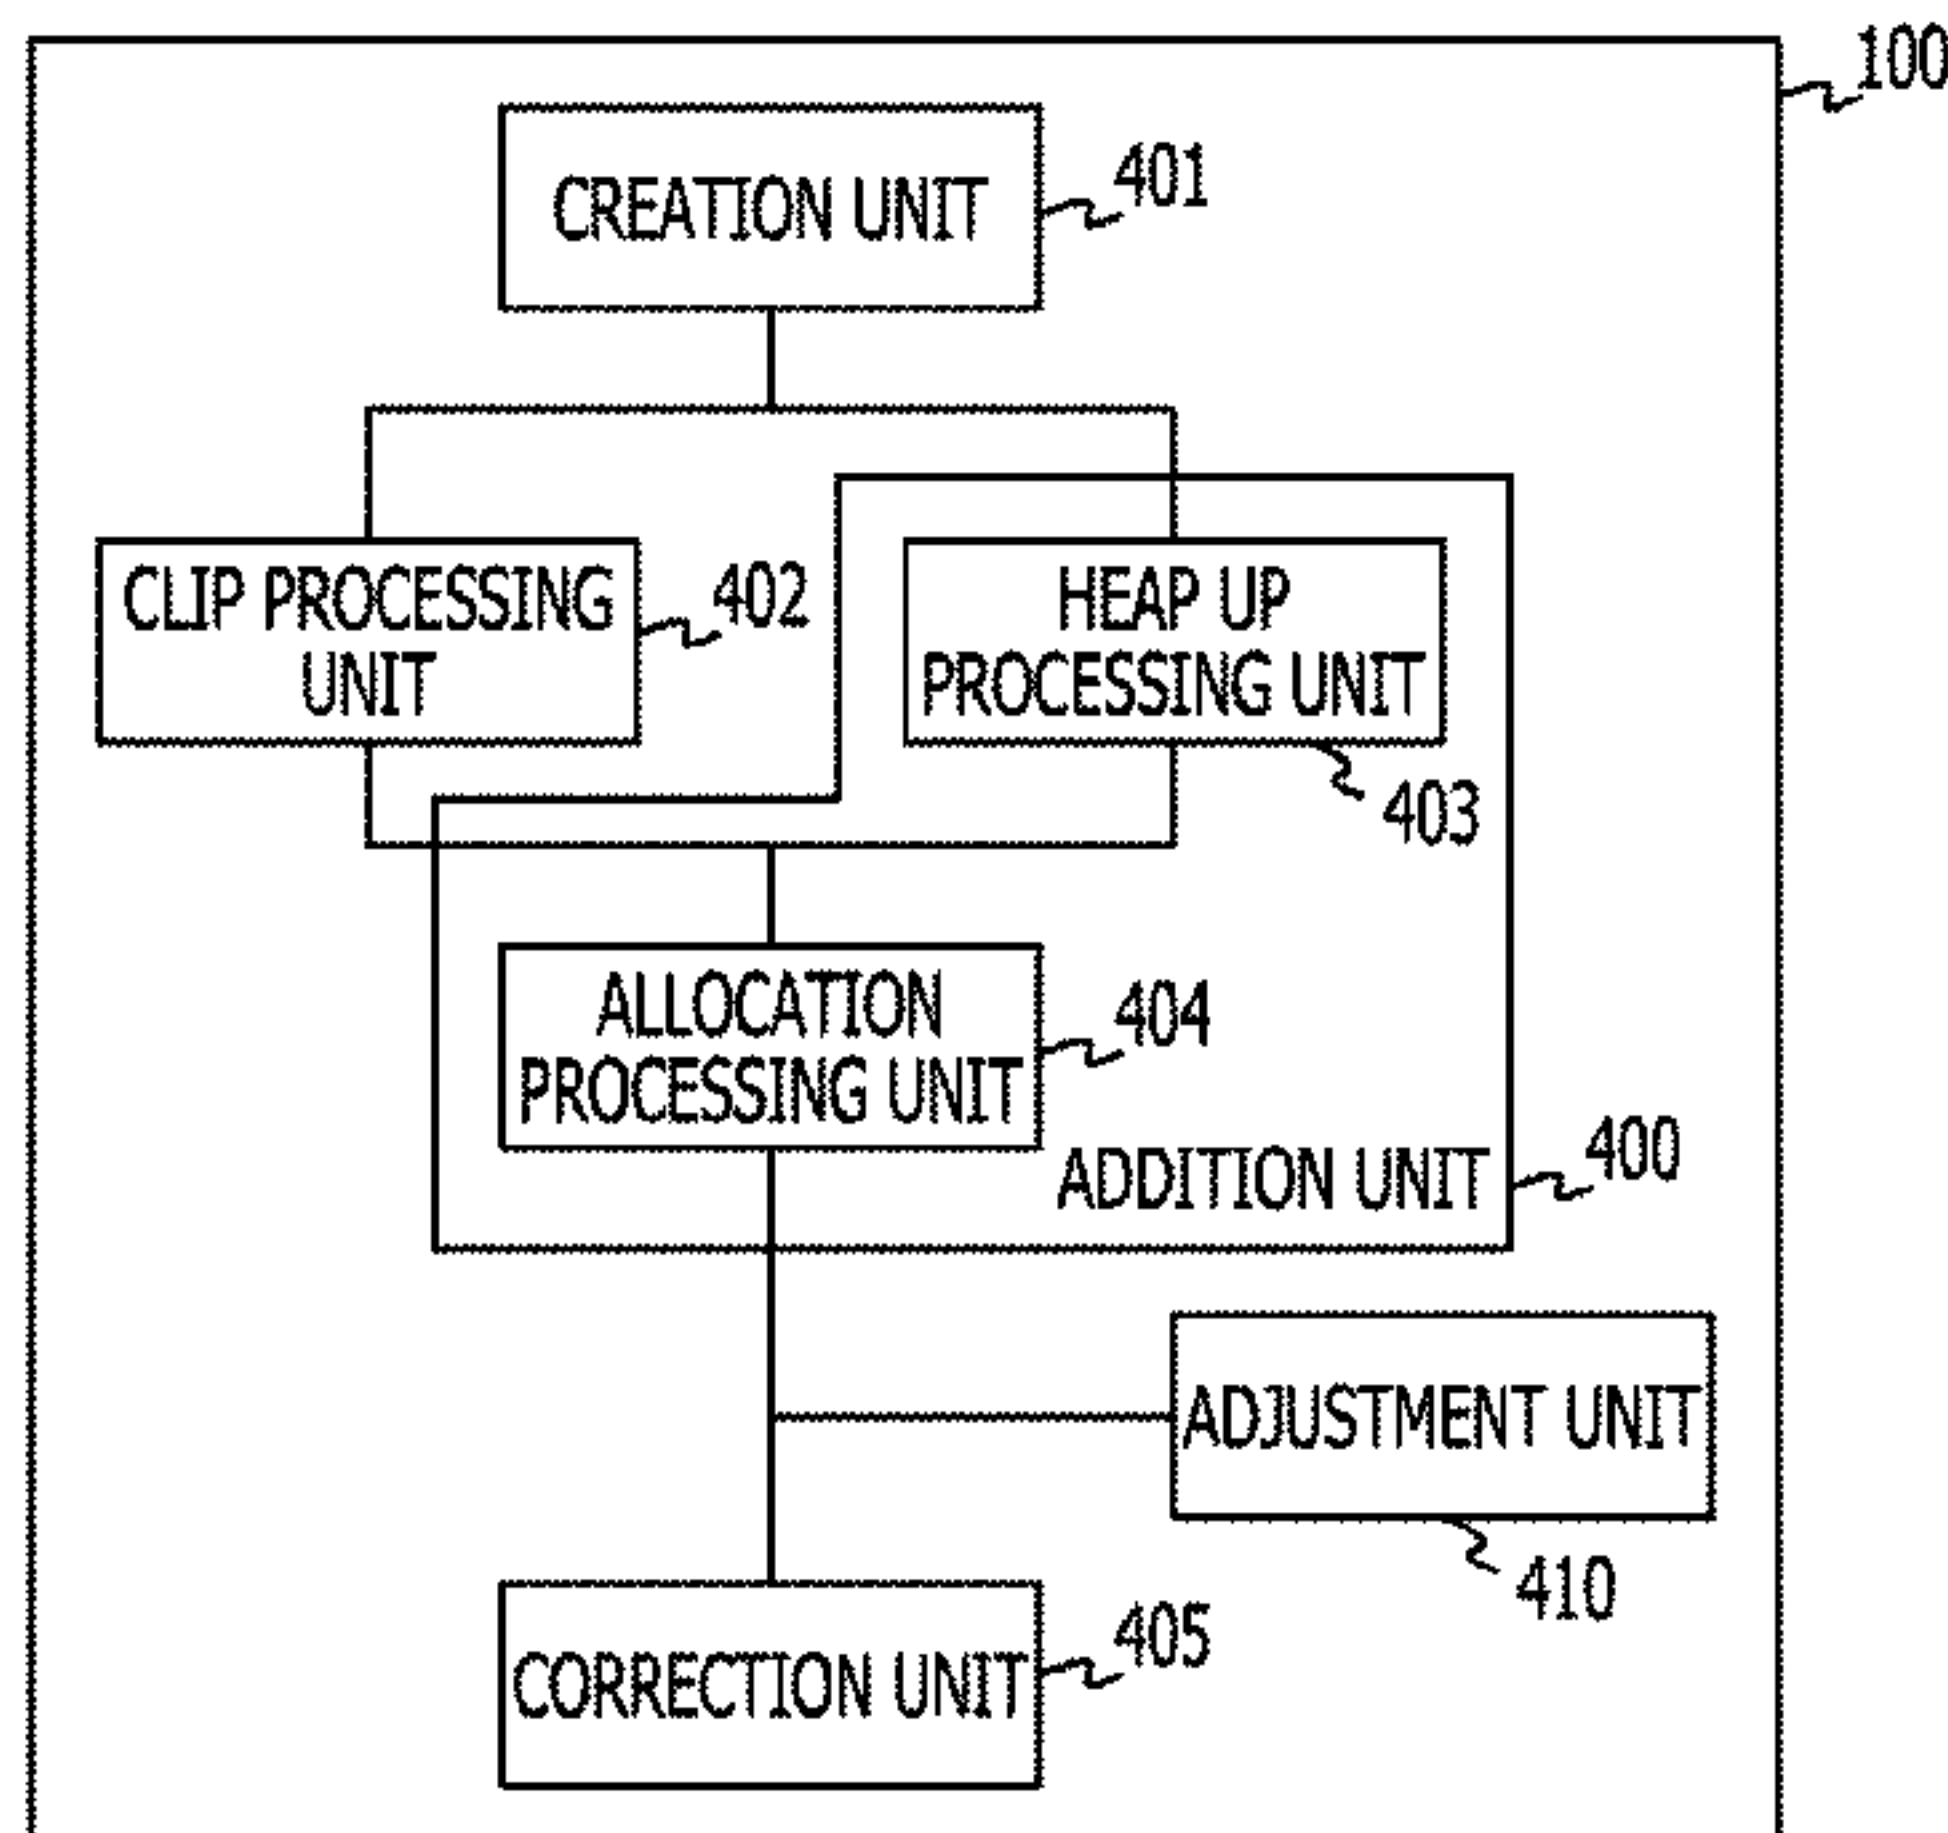 100
CREATION UNIT
401
CLIP PROCESSING
UNIT
402
HEAP UP
PROCESSING UNIT
403
ALLOCATION
PROCESSING UNIT
404
ADDITION UNIT
400
ADJUSTMENT UNIT
410
CORRECTION UNIT
405